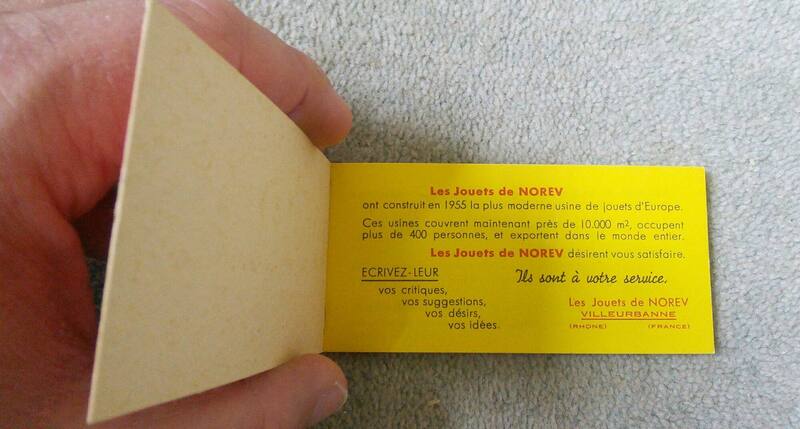 Les Jouets de NOREV
ont construit en 1955 la plus moderne usine de jouets d'Europe.
Ces usines couvrent maintenant près de 10.000 m², occupent
plus de 400 personnes, et exportent dans le monde entier.
Les Jouets de NOREV désirent vous satisfaire.
ECRIVEZ-LEUR
vos critiques,
vos suggestions,
vos désirs,
vos idées.
Ils sont à votre service.
Les Jouets de NOREV
VILLEURBANNE
(RHÔNE) (FRANCE)